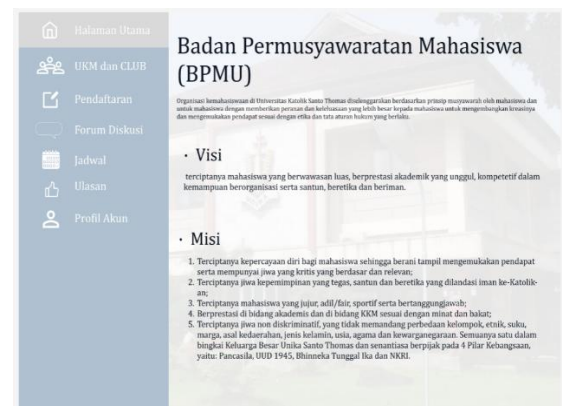 Halaman Utama
UKM dan CLUB
Pendaftaran
Forum Diskusi
Jadwal
Ulasan
Profil Akun
Badan Permusyawaratan Mahasiswa
(BPMU)
Organisasi kemahasiswaan di Universitas Katolik Santo Thomas diselenggarakan berdasarkan prinsip musyawarah oleh mahasiswa dan
untuk mahasiswa dengan memberikan peranan dan keleluasaan yang lebih besar kepada mahasiswa untuk mengembangkan kreasinya
dan mengemukakan pendapat sesuai dengan etika dan tata aturan hukum yang berlaku.
· Visi
terciptanya mahasiswa yang berwawasan luas, berprestasi akademik yang unggul, kompetetif dalam
kemampuan berorganisasi serta santun, beretika dan beriman.
· Misi
1. Terciptanya kepercayaan diri bagi mahasiswa sehingga berani tampil mengemukakan pendapat
serta mempunyai jiwa yang kritis yang berdasar dan relevan;
2. Terciptanya jiwa kepemimpinan yang tegas, santun dan beretika yang dilandasi iman ke-Katolik-
an;
3. Terciptanya mahasiswa yang jujur, adil/fair, sportif serta bertanggungjawab;
4. Berprestasi di bidang akademis dan di bidang KKM sesuai dengan minat dan bakat;
5. Terciptanya jiwa non diskriminatif, yang tidak memandang perbedaan kelompok, etnik, suku,
marga, asal kedaerahan, jenis kelamin, usia, agama dan kewarganegaraan. Semuanya satu dalam
bingkai Keluarga Besar Unika Santo Thomas dan senantiasa berpijak pada 4 Pilar Kebangsaan,
yaitu: Pancasila, UUD 1945, Bhinneka Tunggal Ika dan NKRI.